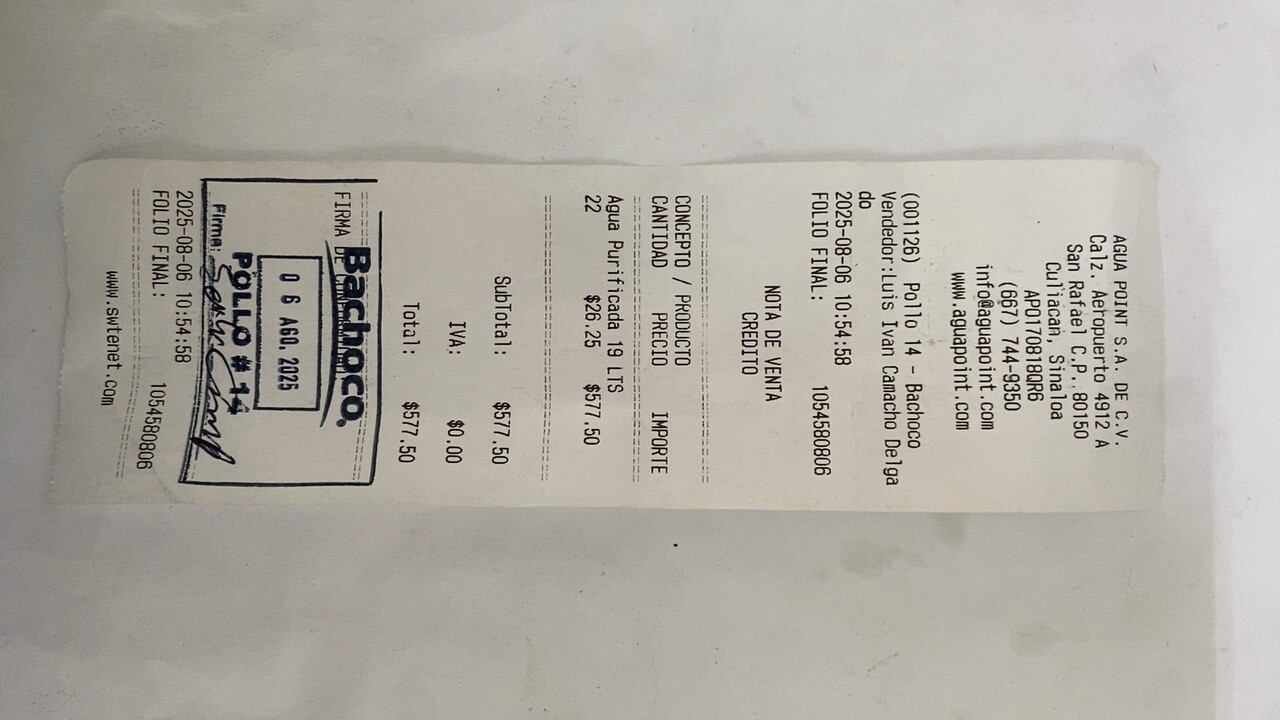 AGUA POINT S.A. DE C.V.
Calz. Aeropuerto 4912 A
San Rafael C.P.:80150
Culiacan, Sinaloa
APO170818QR6
(667) 744-9350
info@aguapoint.com
www.aguapoint.com
(001126) Pollo 14 - Bachoco
Vendedor:Luis Ivan Camacho Delga
do
2025-08-06 10:54:58
FOLIO FINAL: 1054580806
NOTA DE VENTA
CREDITO
CONCEPTO / PRODUCTO
CANTIDAD PRECIO IMPORTE
Agua Purificada 19 LTS
22 $26.25 $577.50
SubTotal: $577.50
IVA: $0.00
Total: $577.50
Bachoco.
FIRMA DE
06 AGO. 2025
POLLO # 14
Firma:
2025-08-06 10:54:58
FOLIO FINAL: 1054580806
www.swtenet.com